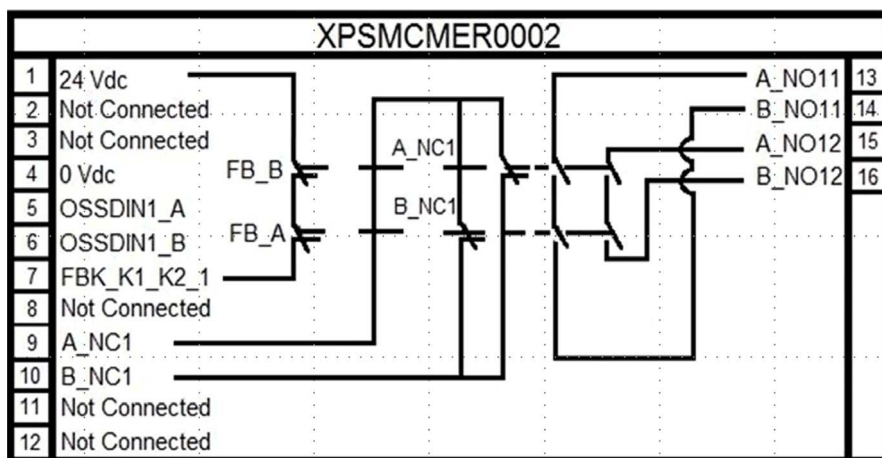 XPSMCMER0002
1 24 Vdc
2 Not Connected
3 Not Connected
4 0 Vdc
5 OSSDIN1_A
6 OSSDIN1_B
7 FBK_K1_K2_1
8 Not Connected
9 A_NC1
10 B_NC1
11 Not Connected
12 Not Connected
FB_B
FB_A
A_NC1
B_NC1
A_NO11 13
B_NO11 14
A_NO12 15
B_NO12 16